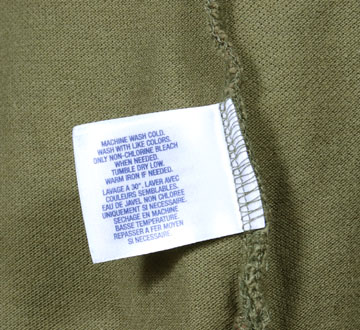 MACHINE WASH COLD.
WASH WITH LIKE COLORS.
ONLY NON-CHLORINE BLEACH
WHEN NEEDED.
TUMBLE DRY LOW.
WARM IRON IF NEEDED.
LAVAGE A 30°, LAVER AVEC
COULEURS SEMBLABLES.
EAU DE JAVEL NON CHLOREE
UNIQUEMENT SI NECESSAIRE.
SECHAGE EN MACHINE
BASSE TEMPERATURE.
REPASSER A FER MOYEN
SI NECESSAIRE.